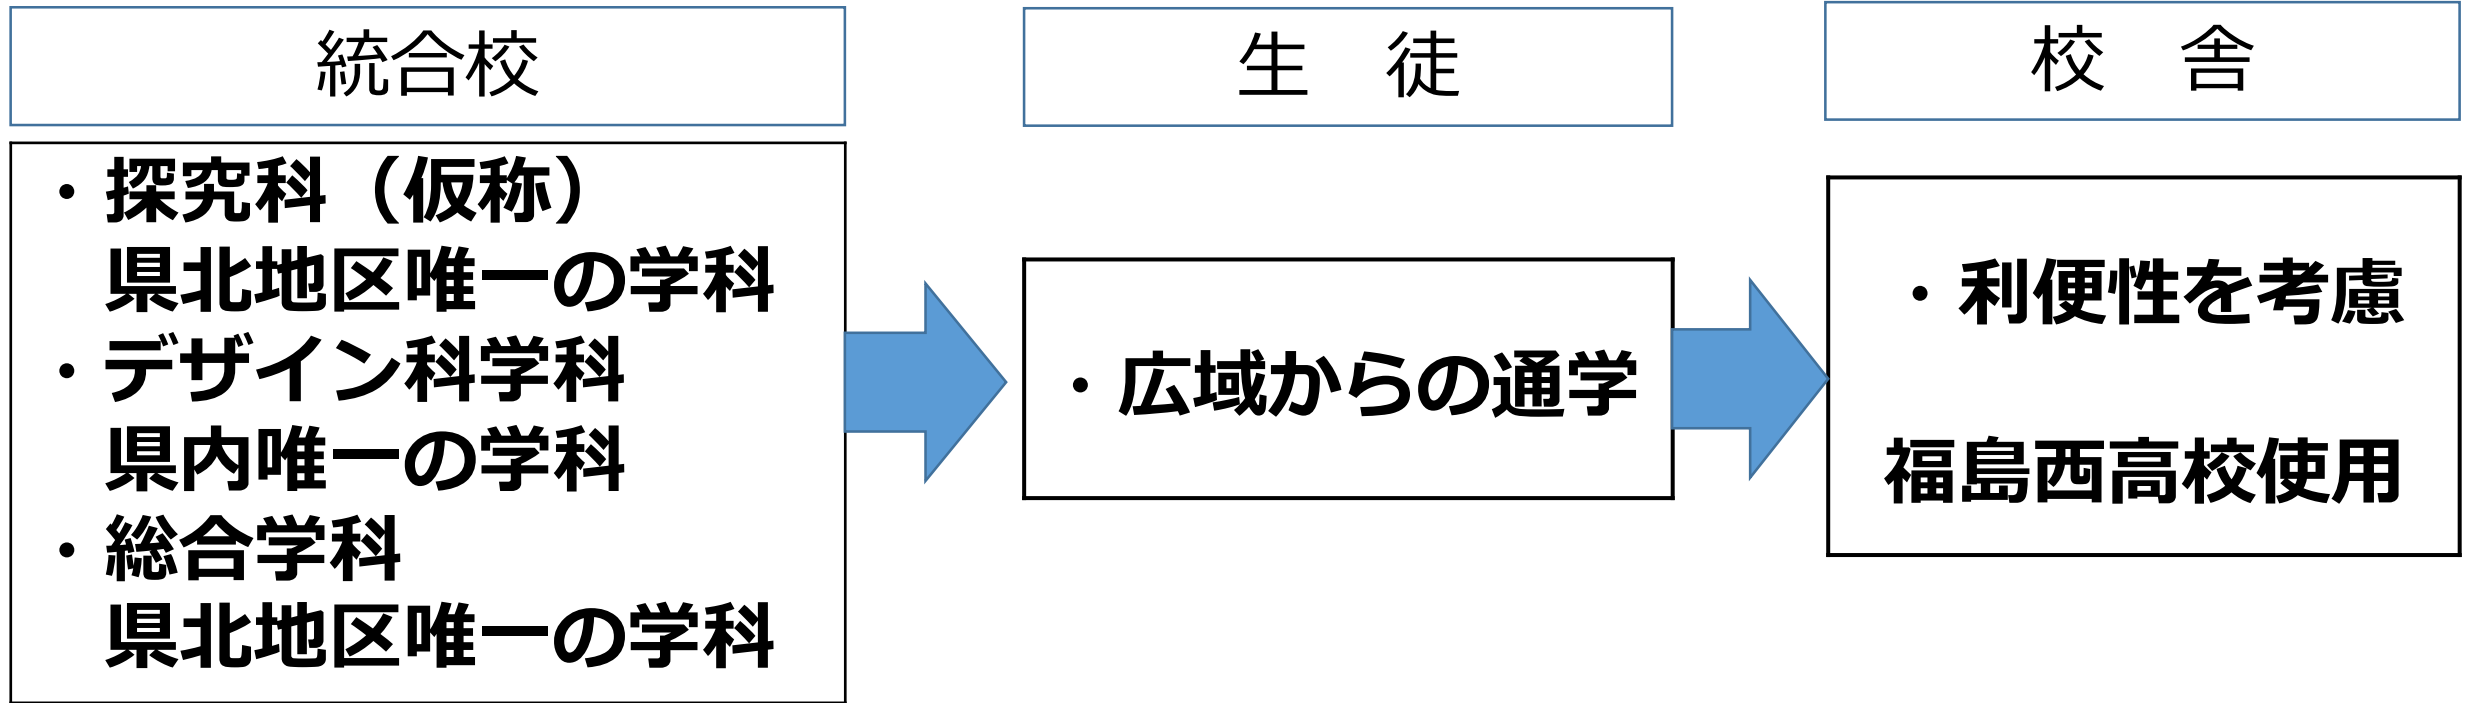 統合校
・探究科（仮称）
県北地区唯一の学科
・デザイン科学科
県内唯一の学科
・総合学科
県北地区唯一の学科
生　徒
・広域からの通学
校　舎
・利便性を考慮
福島西高校使用